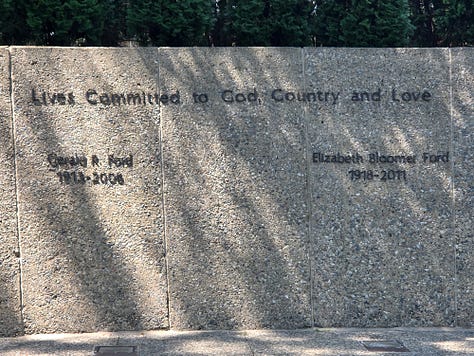 Lives Committed to God, Country and Love
Gerald R. Ford
1913-2006
Elizabeth Bloomer Ford
1918-2011